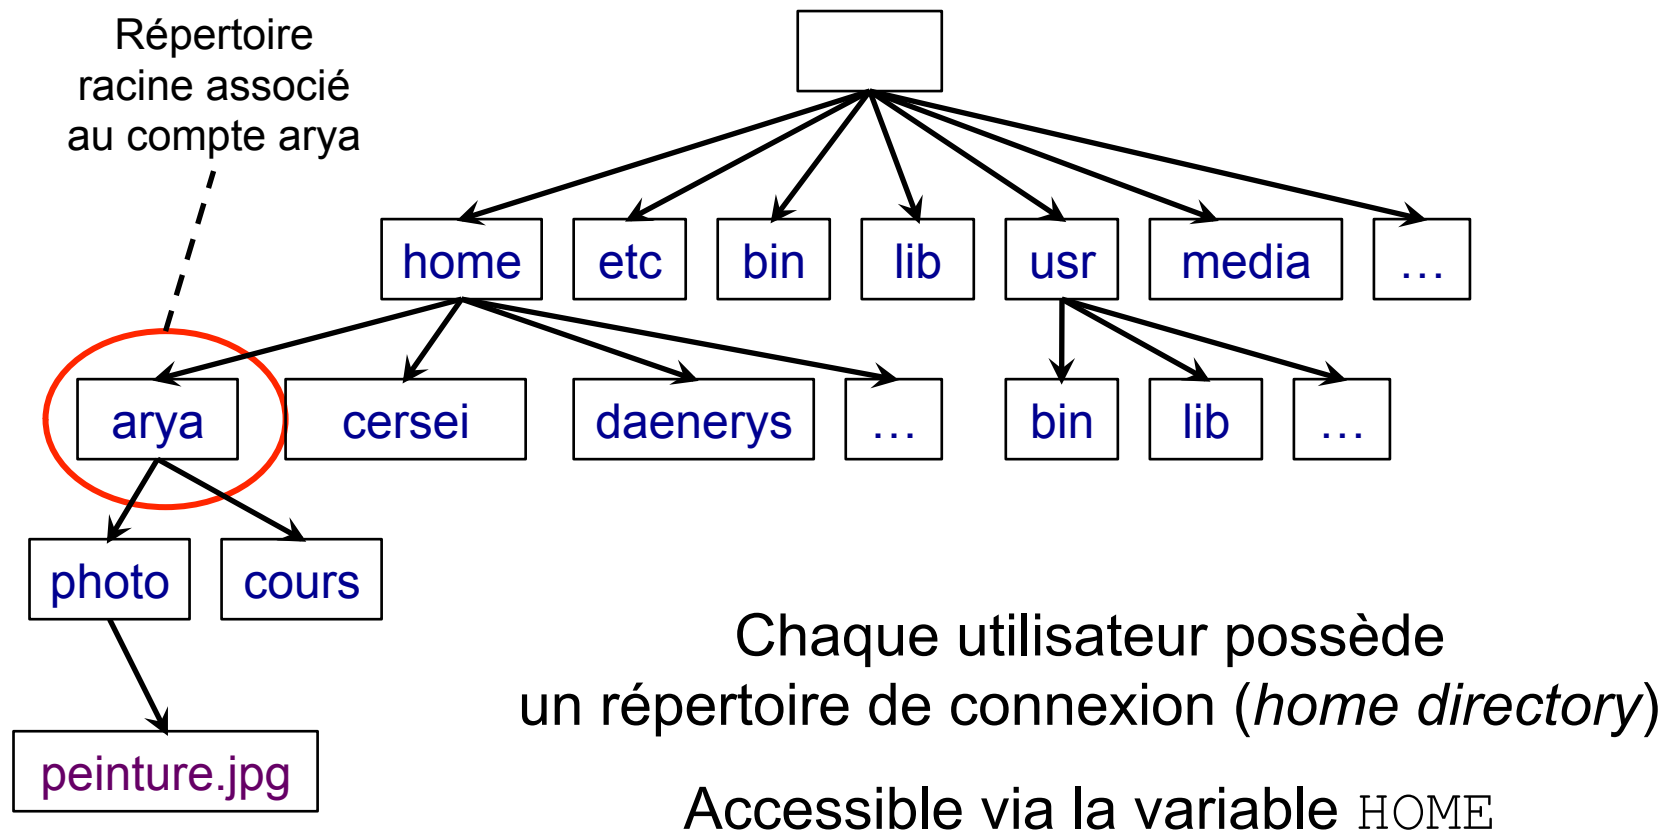 Répertoire
racine associé
au compte arya
home
etc
bin
lib
usr
media
...
arya
cersei
daenerys
...
bin
lib
...
photo
cours
peinture.jpg
Chaque utilisateur possède
un répertoire de connexion (home directory)
Accessible via la variable HOME